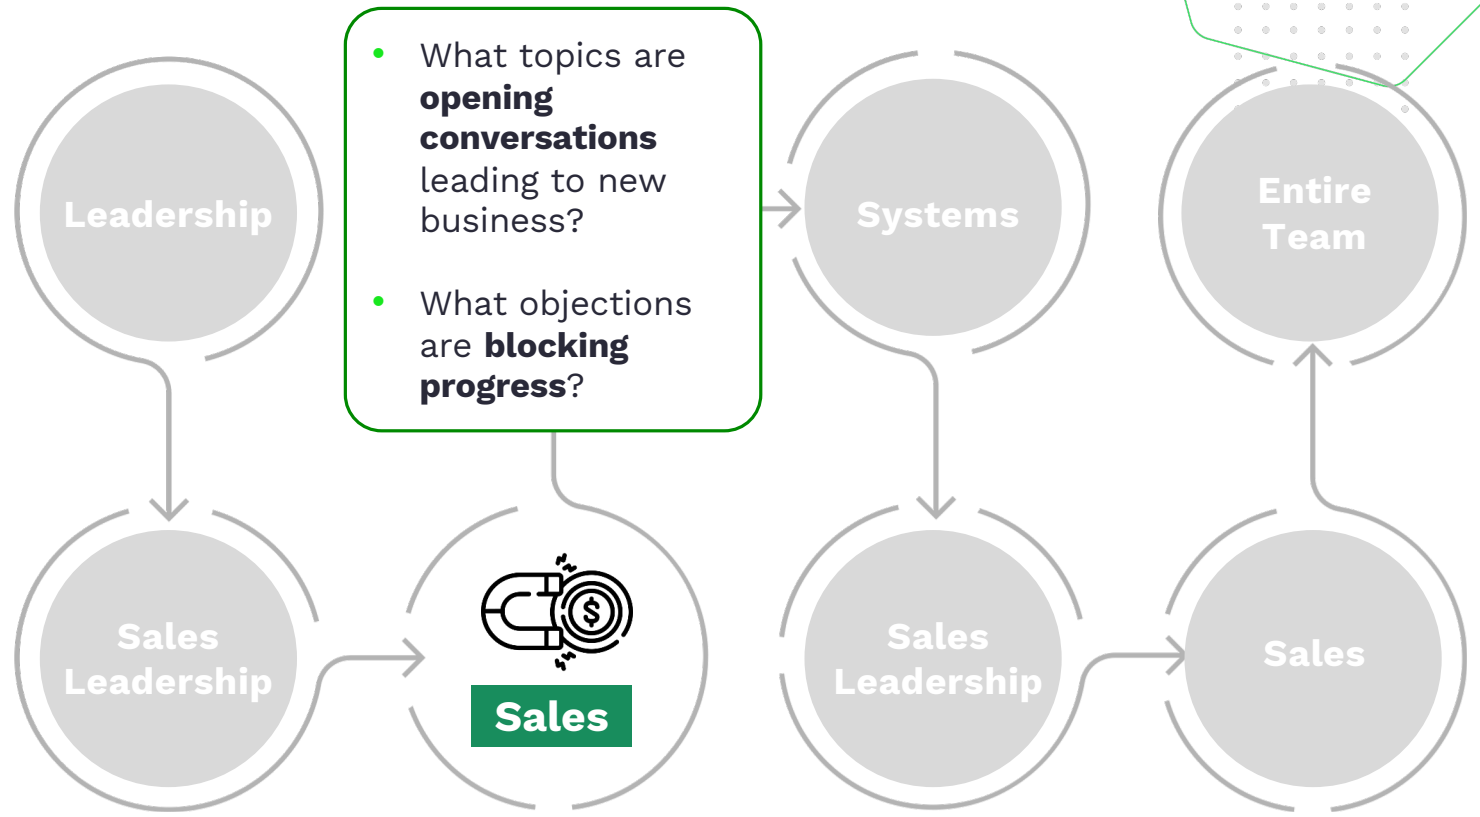 Leadership
• What topics are
opening
conversations
leading to new
business?
• What objections
are blocking
progress?
Systems
Entire
Team
Sales
Leadership
$
Sales
Sales
Leadership
Sales